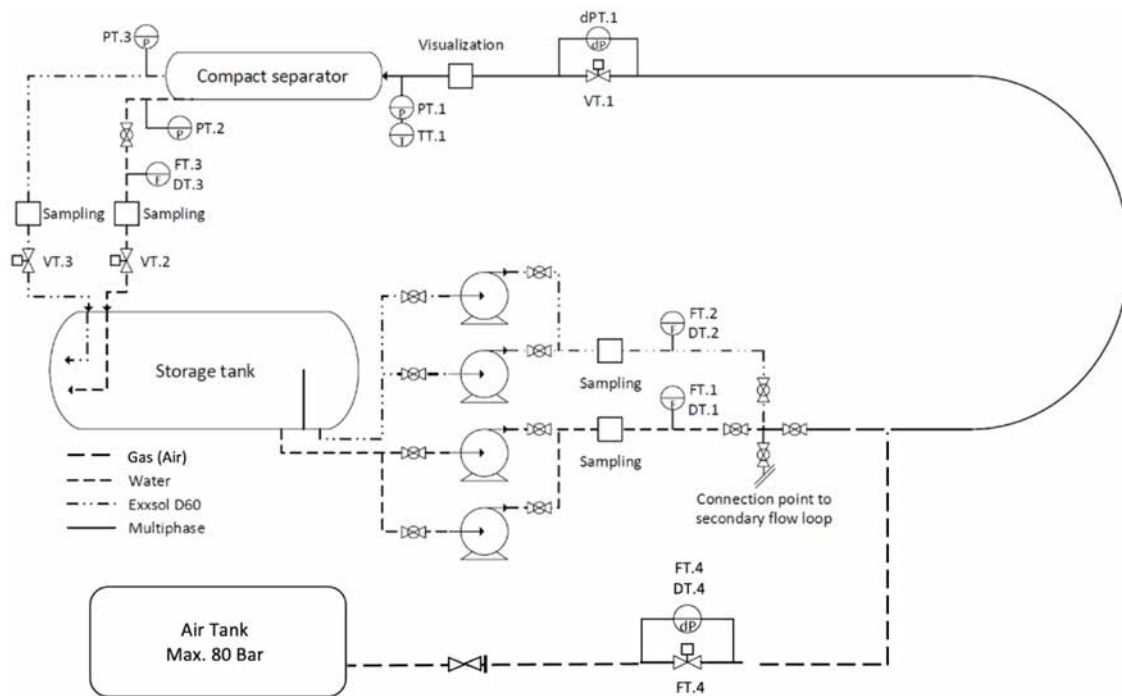 dPT.1
dP
VT.1
Visualization
PT.3
P
Compact separator
PT.1
P
TT.1
T
PT.2
P
FT.3
DT.3
F
Sampling
Sampling
VT.3
VT.2
Storage tank
FT.2
DT.2
F
Sampling
FT.1
DT.1
F
Sampling
Connection point to
secondary flow loop
Gas (Air)
Water
Exxsol D60
Multiphase
Air Tank
Max. 80 Bar
FT.4
DT.4
dP
FT.4